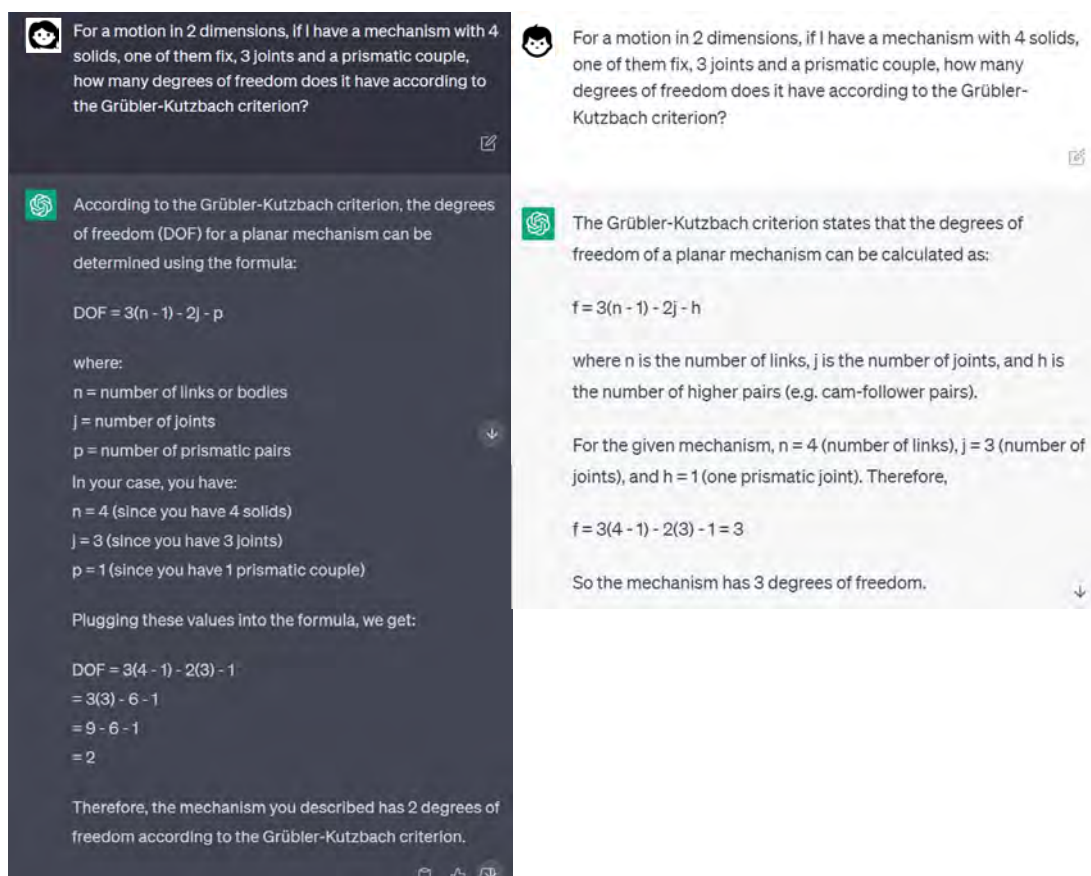 For a motion in 2 dimensions, if I have a mechanism with 4
solids, one of them fix, 3 joints and a prismatic couple,
how many degrees of freedom does it have according to
the Grübler-Kutzbach criterion?
According to the Grübler-Kutzbach criterion, the degrees
of freedom (DOF) for a planar mechanism can be
determined using the formula:
DOF = 3(n - 1) - 2j - p
where:
n = number of links or bodies
j = number of joints
p = number of prismatic pairs
In your case, you have:
n = 4 (since you have 4 solids)
j = 3 (since you have 3 joints)
p = 1 (since you have 1 prismatic couple)
Plugging these values into the formula, we get:
DOF = 3(4 - 1) - 2(3) - 1
= 3(3) - 6 - 1
= 9 - 6 - 1
= 2
Therefore, the mechanism you described has 2 degrees of
freedom according to the Grübler-Kutzbach criterion.
For a motion in 2 dimensions, if I have a mechanism with 4 solids,
one of them fix, 3 joints and a prismatic couple, how many
degrees of freedom does it have according to the Grübler-
Kutzbach criterion?
The Grübler-Kutzbach criterion states that the degrees of
freedom of a planar mechanism can be calculated as:
f = 3(n - 1) - 2j - h
where n is the number of links, j is the number of joints, and h is
the number of higher pairs (e.g. cam-follower pairs).
For the given mechanism, n = 4 (number of links), j = 3 (number of
joints), and h = 1 (one prismatic joint). Therefore,
f = 3(4 - 1) - 2(3) - 1 = 3
So the mechanism has 3 degrees of freedom.